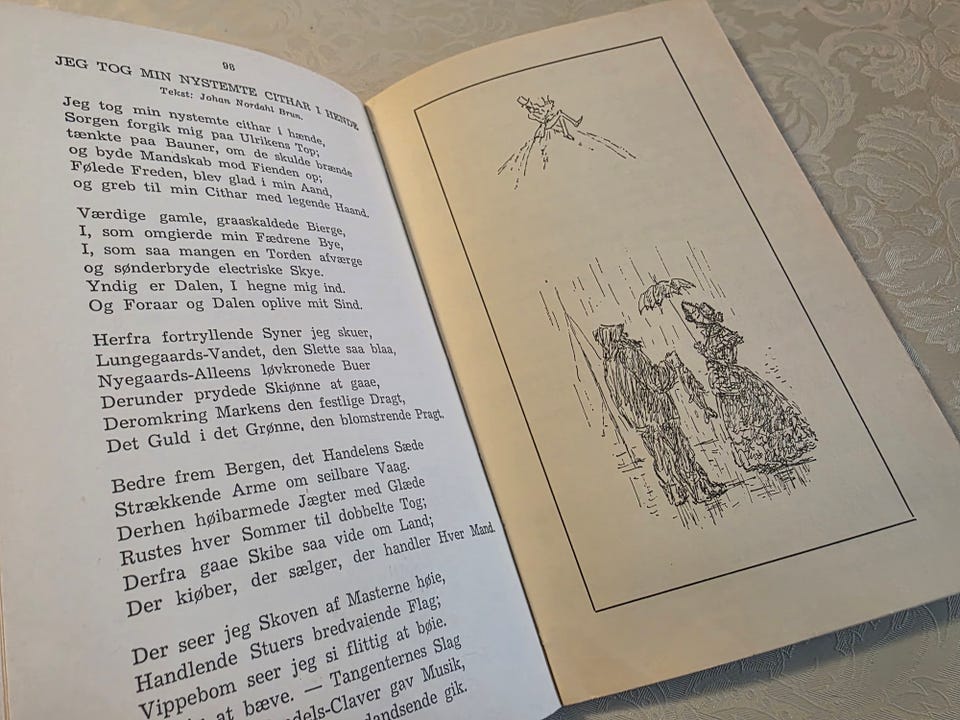 98
JEG TOG MIN NYSTEMTE CITHAR I HENDE
Tekst: Johan Nordahl Brun.
Jeg tog min nystemte cithar i hænde,
Sorgen forgik mig paa Ulrikens Top;
tænkte paa Bauner, om de skulde brænde
og byde Mandskab mod Fienden op;
Følede Freden, blev glad i min Aand,
og greb til min Cithar med legende Haand.
Værdige gamle, graaskaldede Bierge,
I, som omgierde min Fædrene Bye,
I, som saa mangen en Torden afværge
og sønderbryde electriske Skye.
Yndig er Dalen, I hegne mig ind.
Og Foraar og Dalen oplive mit Sind.
Herfra fortryllende Syner jeg skuer,
Lungegaards-Vandet, den Slette saa blaa,
Nyegaards-Alleens løvkronede Buer
Derunder prydede Skiønne at gaae,
Deromkring Markens den festlige Dragt,
Det Guld i det Grønne, den blomstrende Pragt.
Bedre frem Bergen, det Handelens Sæde
Strækkende Arme om seilbare Vaag.
Derhen høibarmede Jægter med Glæde
Rustes hver Sommer til dobbelte Tog;
Derfra gaae Skibe saa vide om Land;
Der kiøber, der sælger, der handler Hver Mand.
Der seer jeg Skoven af Masterne høie,
Handlende Stuers bredvaiende Flag;
Vippebom seer jeg si flittig at bøie.
at bæve. — Tangenternes Slag
dels-Claver gav Musik,
dandsende gik.